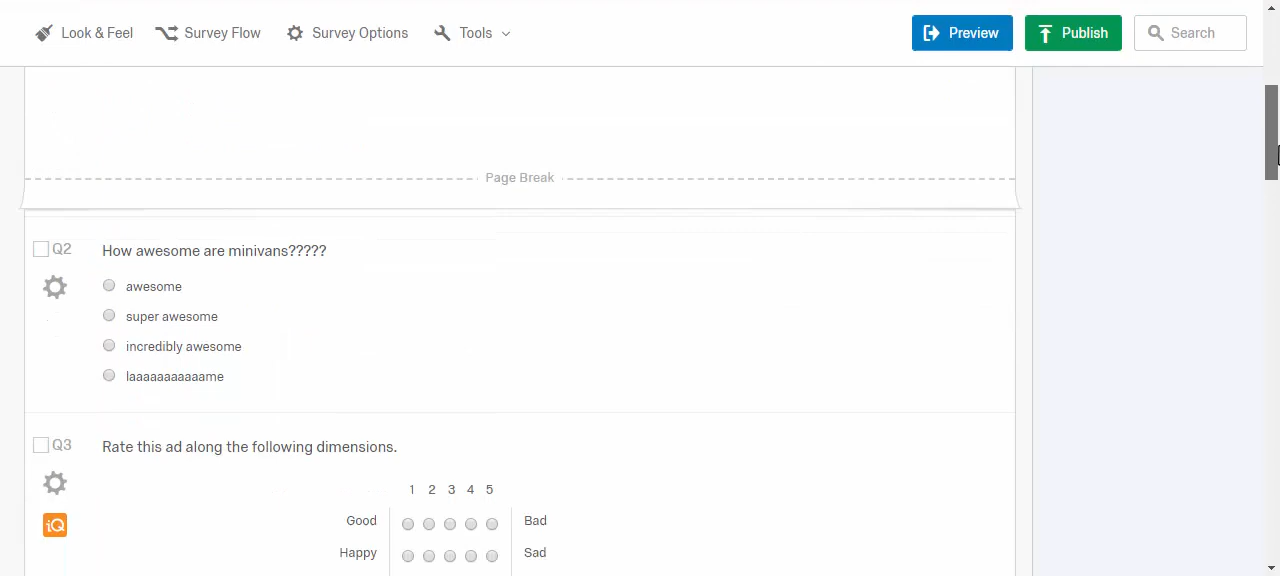 Look & Feel Survey Flow Survey Options Tools Preview Publish Search
Page Break
Q2 How awesome are minivans?????
awesome
super awesome
incredibly awesome
laaaaaaaaaaame
Q3 Rate this ad along the following dimensions.
1 2 3 4 5
iQ
Good Bad
Happy Sad